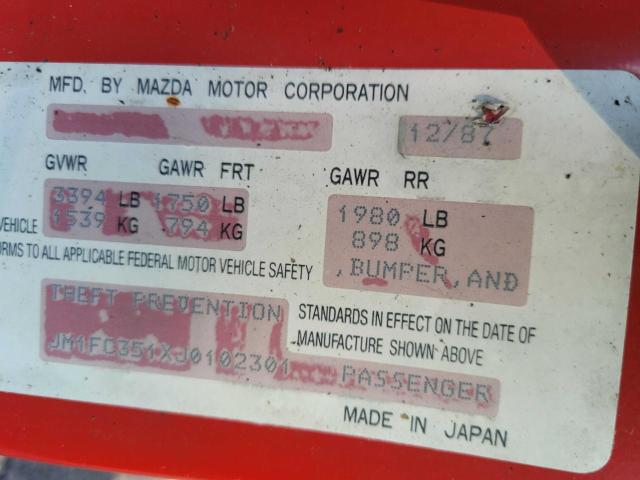 MFD. BY MAZDA MOTOR CORPORATION
12/87
GVWR GAWR FRT GAWR RR
3394 LB 1750 LB 1980 LB
VEHICLE 1539 KG 794 KG 898 KG
ORMS TO ALL APPLICABLE FEDERAL MOTOR VEHICLE SAFETY ,BUMPER,AND
THEFT PREVENTION STANDARDS IN EFFECT ON THE DATE OF
MANUFACTURE SHOWN ABOVE
JM1FC351XJ0102301 PASSENGER
MADE IN JAPAN